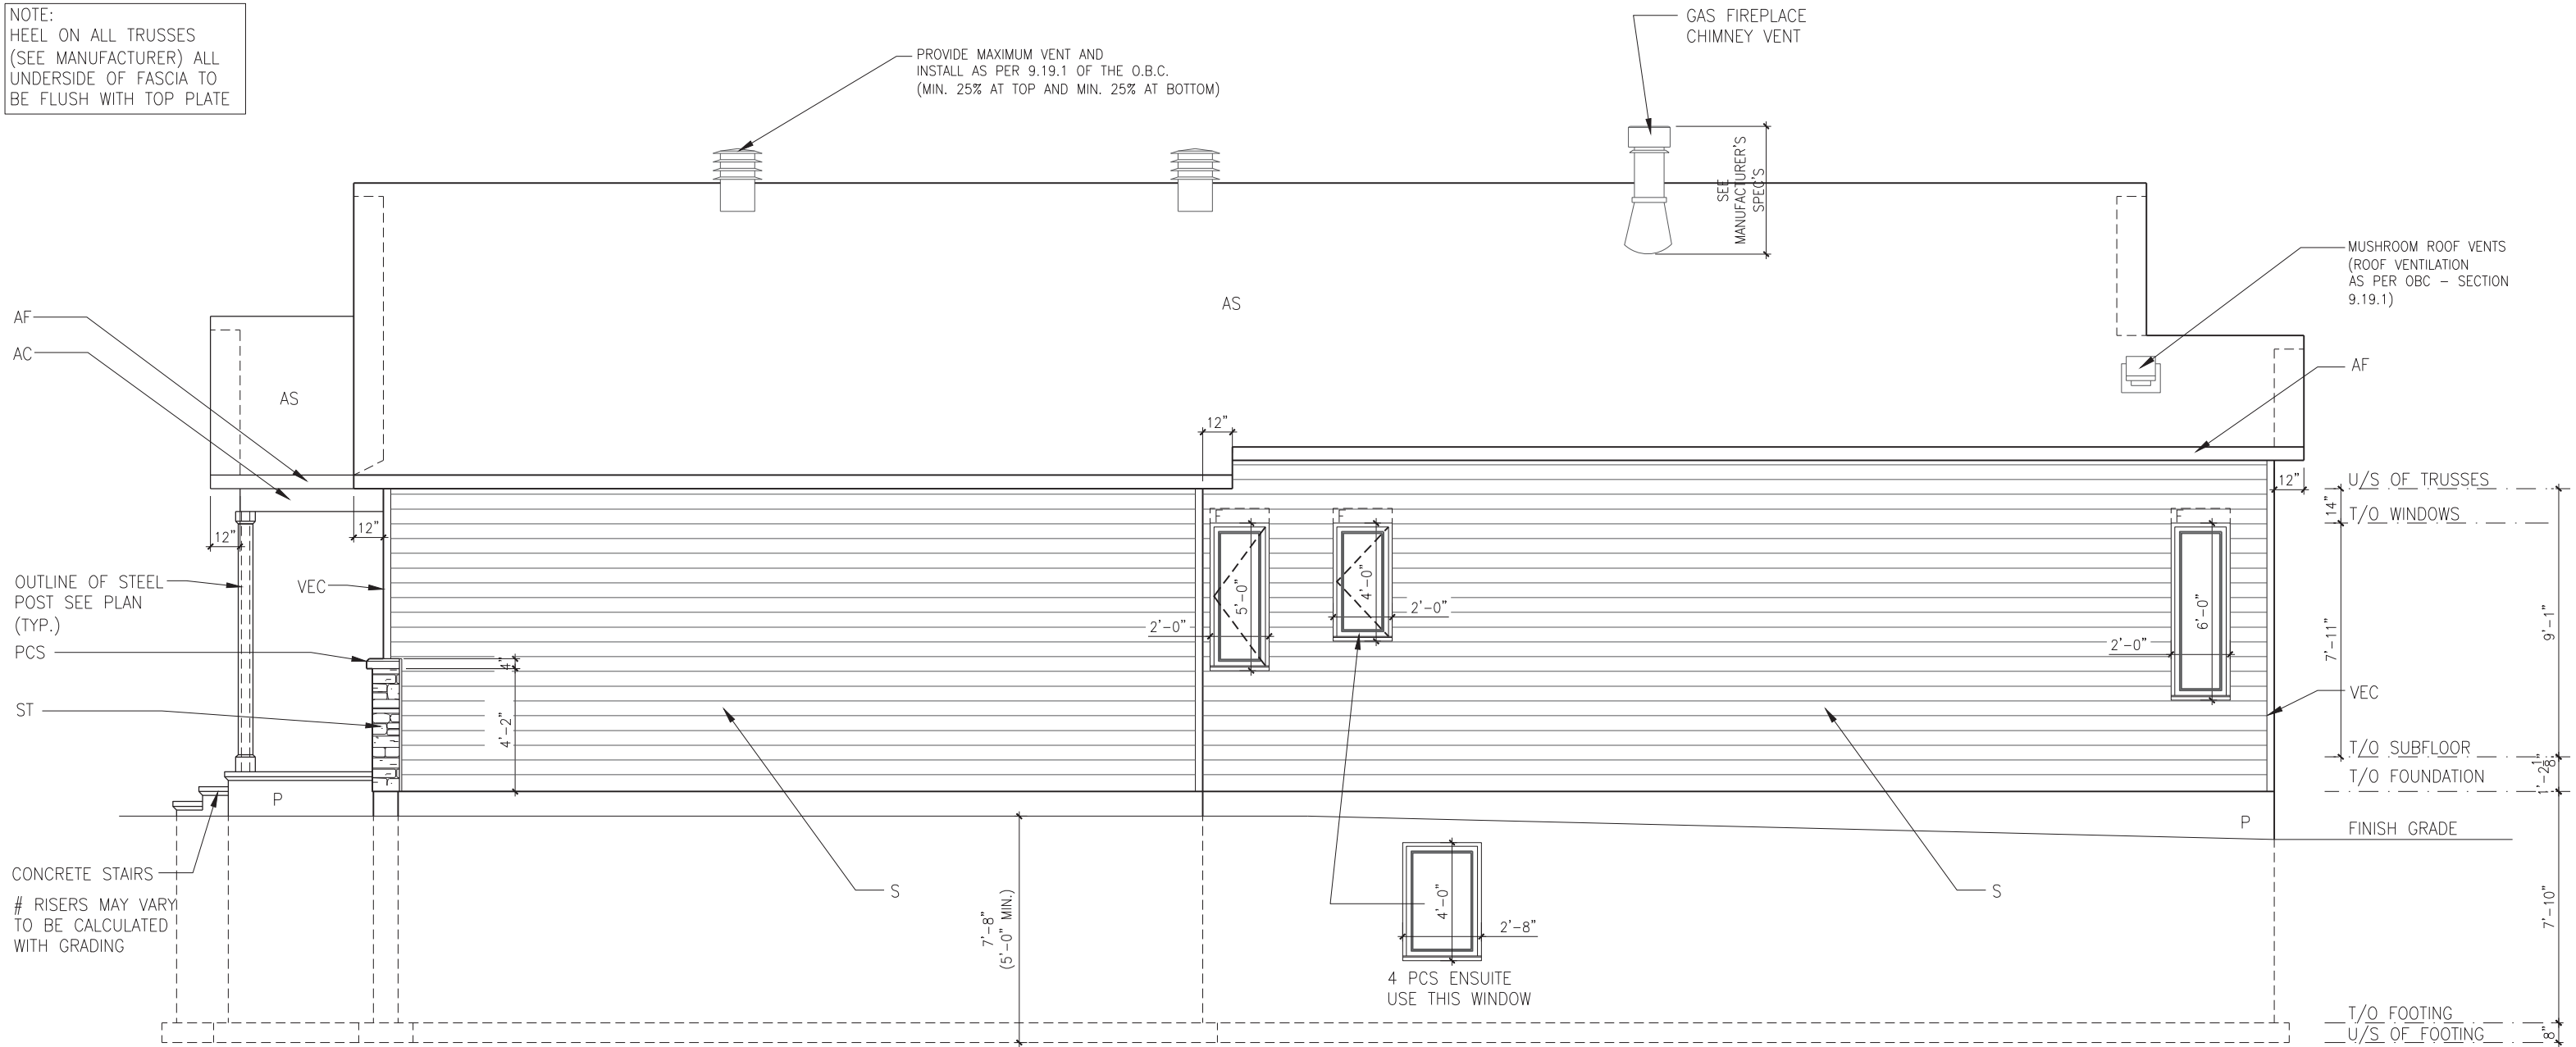 NOTE:
HEEL ON ALL TRUSSES
(SEE MANUFACTURER) ALL
UNDERSIDE OF FASCIA TO
BE FLUSH WITH TOP PLATE
PROVIDE MAXIMUM VENT AND
INSTALL AS PER 9.19.1 OF THE O.B.C.
(MIN. 25% AT TOP AND MIN. 25% AT BOTTOM)
GAS FIREPLACE
CHIMNEY VENT
SEE
MANUFACTURER'S
SPEC'S
MUSHROOM ROOF VENTS
(ROOF VENTILATION
AS PER OBC - SECTION
9.19.1)
AS
AF
AC
AS
AF
12"
12"
12"
12"
U/S OF TRUSSES
14"
T/O WINDOWS
OUTLINE OF STEEL
POST SEE PLAN
(TYP.)
VEC
PCS
ST
4"
4'-2"
2'-0"
5'-0"
4'-0"
2'-0"
2'-0"
6'-0"
7'-11"
9'-1"
VEC
T/O SUBFLOOR
T/O FOUNDATION
1'-2 1/8"
P
P
FINISH GRADE
CONCRETE STAIRS
# RISERS MAY VARY
TO BE CALCULATED
WITH GRADING
S
S
7'-8"
(5'-0" MIN.)
4'-0"
2'-8"
4 PCS ENSUITE
USE THIS WINDOW
7'-10"
T/O FOOTING
U/S OF FOOTING
8"